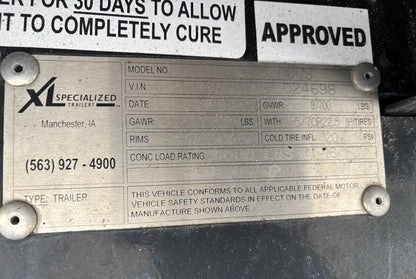 ER FOR 30 DAYS TO ALLOW
T TO COMPLETELY CURE
APPROVED
XL SPECIALIZED
TRAILERS
Manchester, IA
(563) 927 - 4900
TYPE: TRAILER
MODEL NO.
V.I.N. 024698
DATE: GVWR: LBS
GAWR: LBS WITH TIRES
RIMS COLD TIRE INFL. PSI
CONC LOAD RATING:
THIS VEHICLE CONFORMS TO ALL APPLICABLE FEDERAL MOTOR
VEHICLE SAFETY STANDARDS IN EFFECT ON THE DATE OF
MANUFACTURE SHOWN ABOVE.